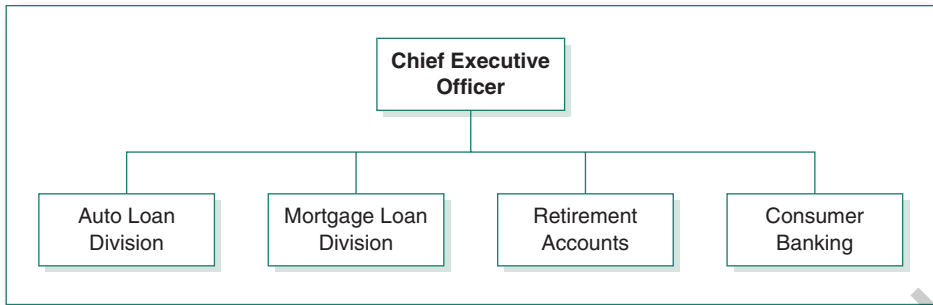 Chief Executive
Officer
Auto Loan
Division
Mortgage Loan
Division
Retirement
Accounts
Consumer
Banking